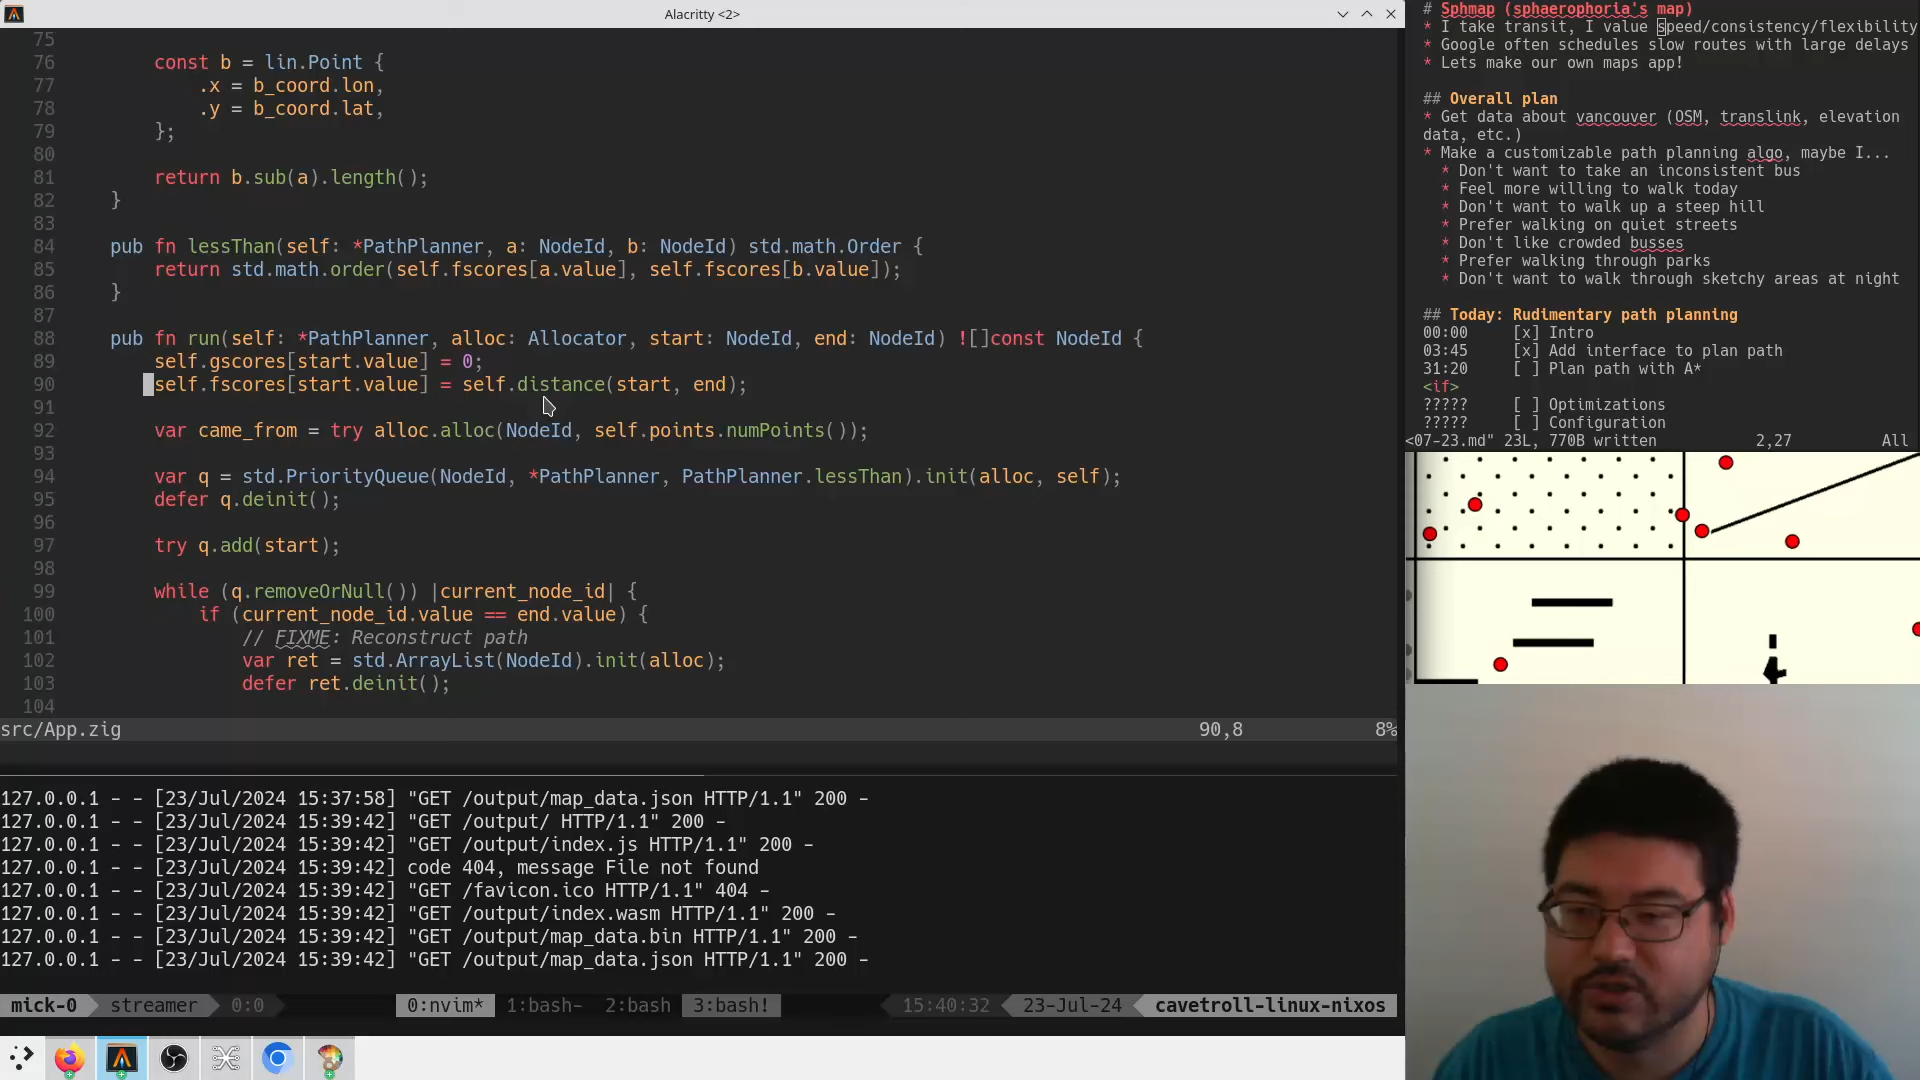 Alacritty <2>
75
76 const b = lin.Point {
77 .x = b_coord.lon,
78 .y = b_coord.lat,
79 };
80
81 return b.sub(a).length();
82 }
83
84 pub fn lessThan(self: *PathPlanner, a: NodeId, b: NodeId) std.math.Order {
85 return std.math.order(self.fscores[a.value], self.fscores[b.value]);
86 }
87
88 pub fn run(self: *PathPlanner, alloc: Allocator, start: NodeId, end: NodeId) ![]const NodeId {
89 self.gscores[start.value] = 0;
90 self.fscores[start.value] = self.distance(start, end);
91
92 var came_from = try alloc.alloc(NodeId, self.points.numPoints());
93
94 var q = std.PriorityQueue(NodeId, *PathPlanner, PathPlanner.lessThan).init(alloc, self);
95 defer q.deinit();
96
97 try q.add(start);
98
99 while (q.removeOrNull()) |current_node_id| {
100 if (current_node_id.value == end.value) {
101 // FIXME: Reconstruct path
102 var ret = std.ArrayList(NodeId).init(alloc);
103 defer ret.deinit();
104
src/App.zig 90,8 8%
127.0.0.1 - - [23/Jul/2024 15:37:58] "GET /output/map_data.json HTTP/1.1" 200 -
127.0.0.1 - - [23/Jul/2024 15:39:42] "GET /output/ HTTP/1.1" 200 -
127.0.0.1 - - [23/Jul/2024 15:39:42] "GET /output/index.js HTTP/1.1" 200 -
127.0.0.1 - - [23/Jul/2024 15:39:42] code 404, message File not found
127.0.0.1 - - [23/Jul/2024 15:39:42] "GET /favicon.ico HTTP/1.1" 404 -
127.0.0.1 - - [23/Jul/2024 15:39:42] "GET /output/index.wasm HTTP/1.1" 200 -
127.0.0.1 - - [23/Jul/2024 15:39:42] "GET /output/map_data.bin HTTP/1.1" 200 -
127.0.0.1 - - [23/Jul/2024 15:39:42] "GET /output/map_data.json HTTP/1.1" 200 -
mick-0 streamer 0:0 0:nvim* 1:bash- 2:bash 3:bash! 15:40:32 23-Jul-24 cavetroll-linux-nixos
# Sphmap (sphaerophoria's map)
* I take transit, I value speed/consistency/flexibility
* Google often schedules slow routes with large delays
* Lets make our own maps app!
## Overall plan
* Get data about vancouver (OSM, translink, elevation
data, etc.)
* Make a customizable path planning algo, maybe I...
* Don't want to take an inconsistent bus
* Feel more willing to walk today
* Don't want to walk up a steep hill
* Prefer walking on quiet streets
* Don't like crowded busses
* Prefer walking through parks
* Don't want to walk through sketchy areas at night
## Today: Rudimentary path planning
00:00 [x] Intro
03:45 [x] Add interface to plan path
31:20 [ ] Plan path with A*
<if>
????? [ ] Optimizations
????? [ ] Configuration
<07-23.md" 23L, 770B written 2,27 All